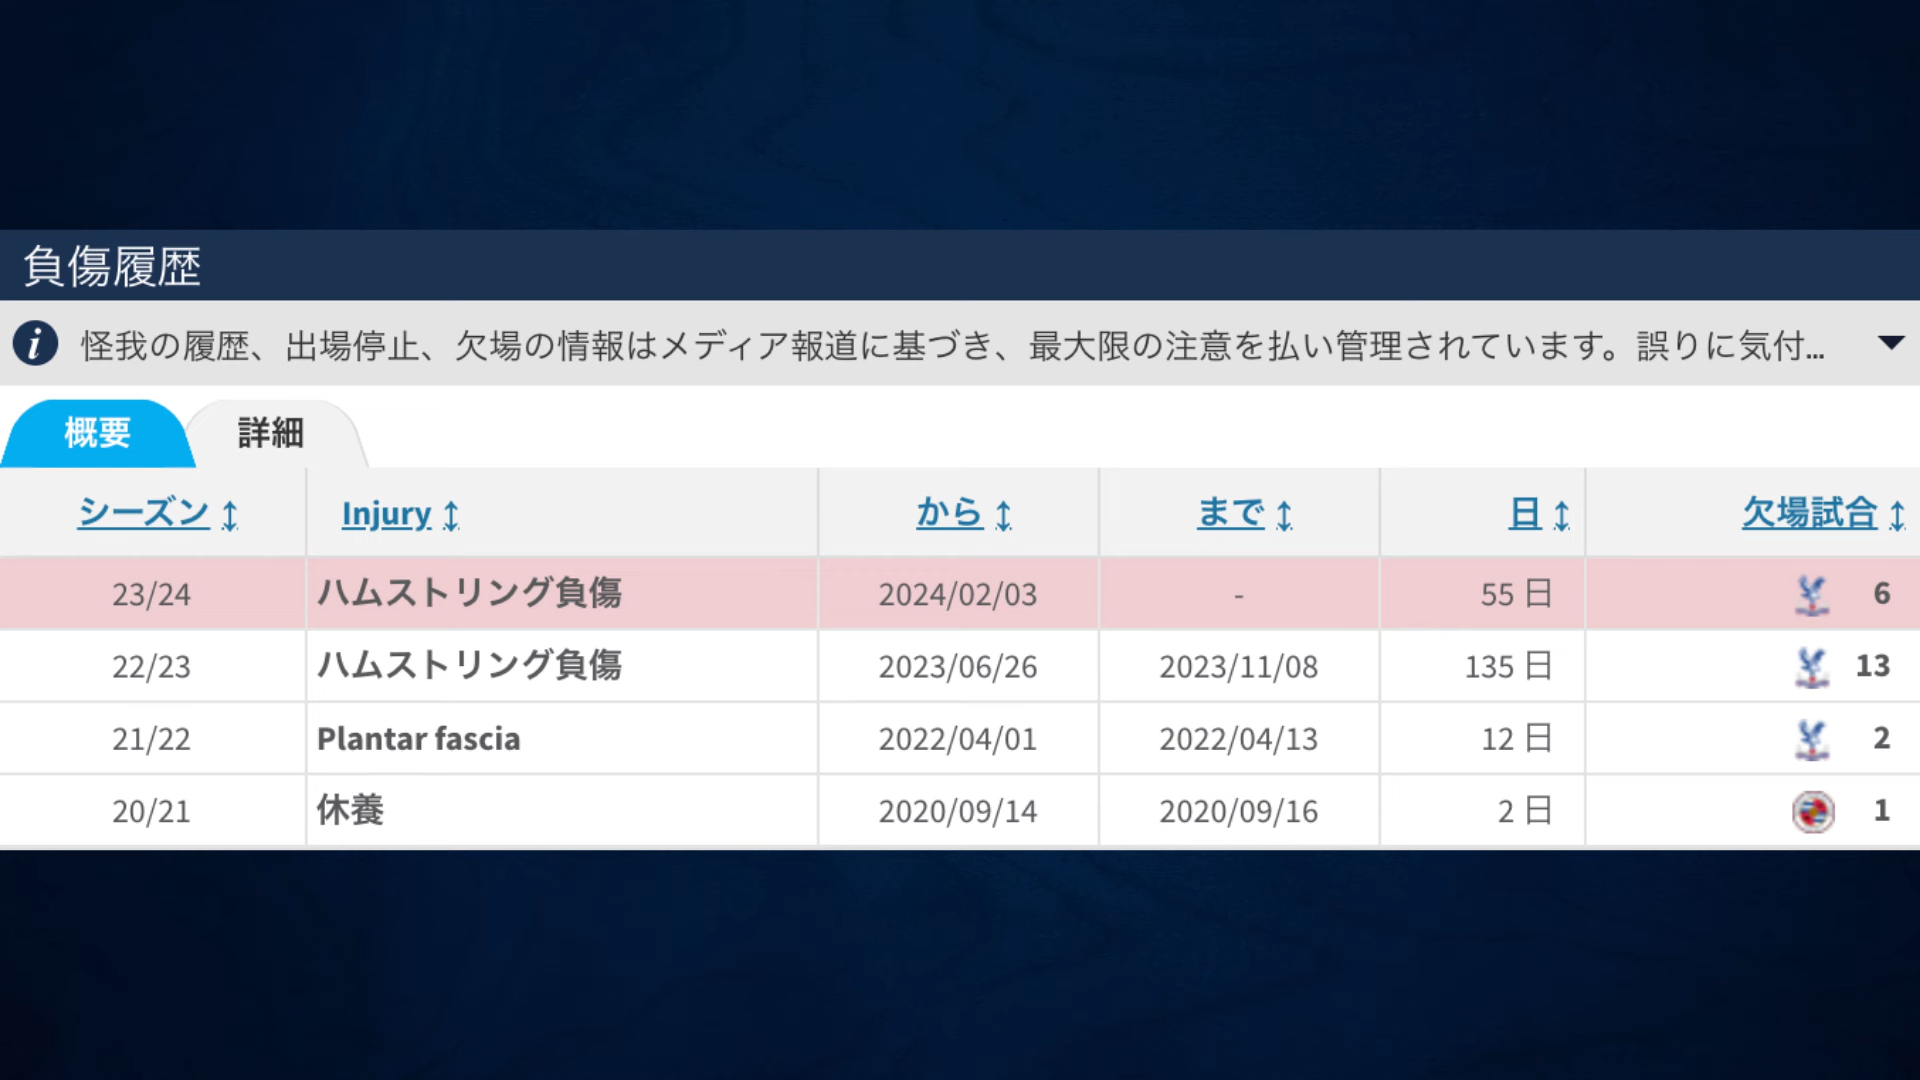 負傷履歴
i 怪我の履歴、出場停止、欠場の情報はメディア報道に基づき、最大限の注意を払い管理されています。誤りに気付...
概要 詳細
シーズン Injury から まで 日 欠場試合
23/24 ハムストリング負傷 2024/02/03 - 55 日 6
22/23 ハムストリング負傷 2023/06/26 2023/11/08 135 日 13
21/22 Plantar fascia 2022/04/01 2022/04/13 12 日 2
20/21 休養 2020/09/14 2020/09/16 2 日 1